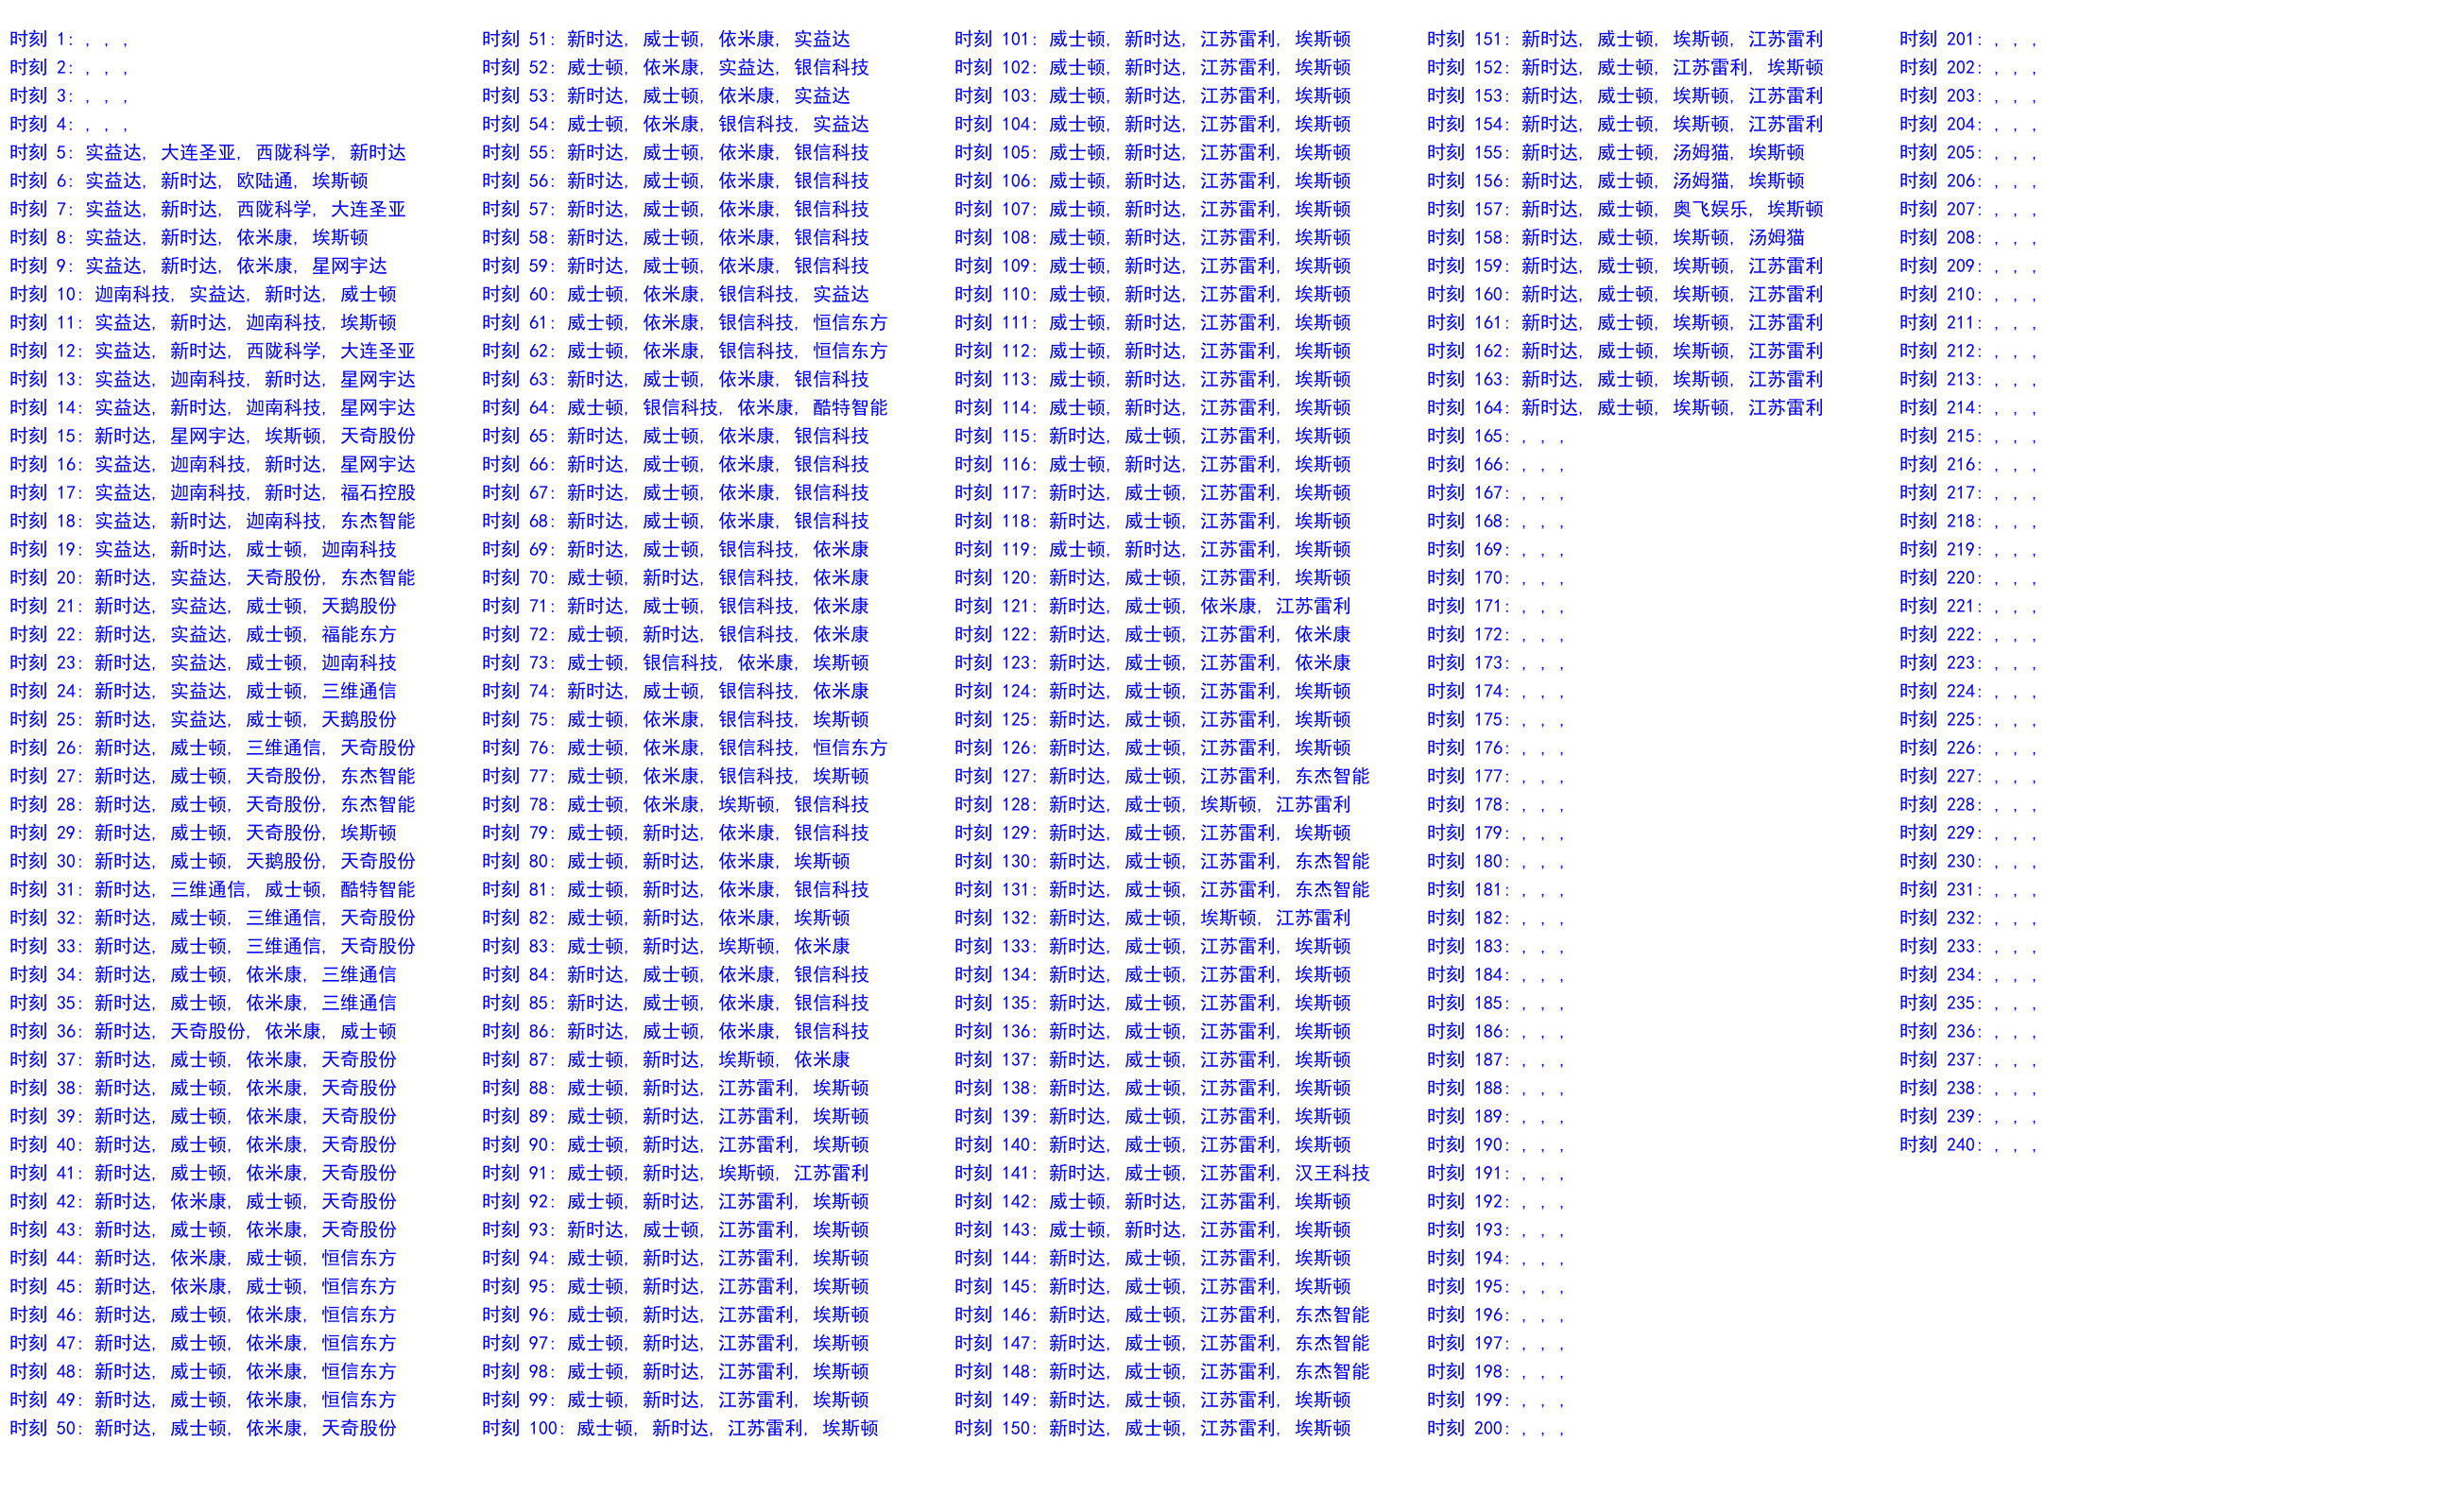 时刻 1: , , ,
时刻 2: , , ,
时刻 3: , , ,
时刻 4: , , ,
时刻 5: 实益达, 大连圣亚, 西陇科学, 新时达
时刻 6: 实益达, 新时达, 欧陆通, 埃斯顿
时刻 7: 实益达, 新时达, 西陇科学, 大连圣亚
时刻 8: 实益达, 新时达, 依米康, 埃斯顿
时刻 9: 实益达, 新时达, 依米康, 星网宇达
时刻 10: 迦南科技, 实益达, 新时达, 威士顿
时刻 11: 实益达, 新时达, 迦南科技, 埃斯顿
时刻 12: 实益达, 新时达, 西陇科学, 大连圣亚
时刻 13: 实益达, 迦南科技, 新时达, 星网宇达
时刻 14: 实益达, 新时达, 迦南科技, 星网宇达
时刻 15: 新时达, 星网宇达, 埃斯顿, 天奇股份
时刻 16: 实益达, 迦南科技, 新时达, 星网宇达
时刻 17: 实益达, 迦南科技, 新时达, 福石控股
时刻 18: 实益达, 新时达, 迦南科技, 东杰智能
时刻 19: 实益达, 新时达, 威士顿, 迦南科技
时刻 20: 新时达, 实益达, 天奇股份, 东杰智能
时刻 21: 新时达, 实益达, 威士顿, 天鹅股份
时刻 22: 新时达, 实益达, 威士顿, 福能东方
时刻 23: 新时达, 实益达, 威士顿, 迦南科技
时刻 24: 新时达, 实益达, 威士顿, 三维通信
时刻 25: 新时达, 实益达, 威士顿, 天鹅股份
时刻 26: 新时达, 威士顿, 三维通信, 天奇股份
时刻 27: 新时达, 威士顿, 天奇股份, 东杰智能
时刻 28: 新时达, 威士顿, 天奇股份, 东杰智能
时刻 29: 新时达, 威士顿, 天奇股份, 埃斯顿
时刻 30: 新时达, 威士顿, 天鹅股份, 天奇股份
时刻 31: 新时达, 三维通信, 威士顿, 酷特智能
时刻 32: 新时达, 威士顿, 三维通信, 天奇股份
时刻 33: 新时达, 威士顿, 三维通信, 天奇股份
时刻 34: 新时达, 威士顿, 依米康, 三维通信
时刻 35: 新时达, 威士顿, 依米康, 三维通信
时刻 36: 新时达, 天奇股份, 依米康, 威士顿
时刻 37: 新时达, 威士顿, 依米康, 天奇股份
时刻 38: 新时达, 威士顿, 依米康, 天奇股份
时刻 39: 新时达, 威士顿, 依米康, 天奇股份
时刻 40: 新时达, 威士顿, 依米康, 天奇股份
时刻 41: 新时达, 威士顿, 依米康, 天奇股份
时刻 42: 新时达, 依米康, 威士顿, 天奇股份
时刻 43: 新时达, 威士顿, 依米康, 天奇股份
时刻 44: 新时达, 依米康, 威士顿, 恒信东方
时刻 45: 新时达, 依米康, 威士顿, 恒信东方
时刻 46: 新时达, 威士顿, 依米康, 恒信东方
时刻 47: 新时达, 威士顿, 依米康, 恒信东方
时刻 48: 新时达, 威士顿, 依米康, 恒信东方
时刻 49: 新时达, 威士顿, 依米康, 恒信东方
时刻 50: 新时达, 威士顿, 依米康, 天奇股份
时刻 51: 新时达, 威士顿, 依米康, 实益达
时刻 52: 威士顿, 依米康, 实益达, 银信科技
时刻 53: 新时达, 威士顿, 依米康, 实益达
时刻 54: 威士顿, 依米康, 银信科技, 实益达
时刻 55: 新时达, 威士顿, 依米康, 银信科技
时刻 56: 新时达, 威士顿, 依米康, 银信科技
时刻 57: 新时达, 威士顿, 依米康, 银信科技
时刻 58: 新时达, 威士顿, 依米康, 银信科技
时刻 59: 新时达, 威士顿, 依米康, 银信科技
时刻 60: 威士顿, 依米康, 银信科技, 实益达
时刻 61: 威士顿, 依米康, 银信科技, 恒信东方
时刻 62: 威士顿, 依米康, 银信科技, 恒信东方
时刻 63: 新时达, 威士顿, 依米康, 银信科技
时刻 64: 威士顿, 银信科技, 依米康, 酷特智能
时刻 65: 新时达, 威士顿, 依米康, 银信科技
时刻 66: 新时达, 威士顿, 依米康, 银信科技
时刻 67: 新时达, 威士顿, 依米康, 银信科技
时刻 68: 新时达, 威士顿, 依米康, 银信科技
时刻 69: 新时达, 威士顿, 银信科技, 依米康
时刻 70: 威士顿, 新时达, 银信科技, 依米康
时刻 71: 新时达, 威士顿, 银信科技, 依米康
时刻 72: 威士顿, 新时达, 银信科技, 依米康
时刻 73: 威士顿, 银信科技, 依米康, 埃斯顿
时刻 74: 新时达, 威士顿, 银信科技, 依米康
时刻 75: 威士顿, 依米康, 银信科技, 埃斯顿
时刻 76: 威士顿, 依米康, 银信科技, 恒信东方
时刻 77: 威士顿, 依米康, 银信科技, 埃斯顿
时刻 78: 威士顿, 依米康, 埃斯顿, 银信科技
时刻 79: 威士顿, 新时达, 依米康, 银信科技
时刻 80: 威士顿, 新时达, 依米康, 埃斯顿
时刻 81: 威士顿, 新时达, 依米康, 银信科技
时刻 82: 威士顿, 新时达, 依米康, 埃斯顿
时刻 83: 威士顿, 新时达, 埃斯顿, 依米康
时刻 84: 新时达, 威士顿, 依米康, 银信科技
时刻 85: 新时达, 威士顿, 依米康, 银信科技
时刻 86: 新时达, 威士顿, 依米康, 银信科技
时刻 87: 威士顿, 新时达, 埃斯顿, 依米康
时刻 88: 威士顿, 新时达, 江苏雷利, 埃斯顿
时刻 89: 威士顿, 新时达, 江苏雷利, 埃斯顿
时刻 90: 威士顿, 新时达, 江苏雷利, 埃斯顿
时刻 91: 威士顿, 新时达, 埃斯顿, 江苏雷利
时刻 92: 威士顿, 新时达, 江苏雷利, 埃斯顿
时刻 93: 新时达, 威士顿, 江苏雷利, 埃斯顿
时刻 94: 威士顿, 新时达, 江苏雷利, 埃斯顿
时刻 95: 威士顿, 新时达, 江苏雷利, 埃斯顿
时刻 96: 威士顿, 新时达, 江苏雷利, 埃斯顿
时刻 97: 威士顿, 新时达, 江苏雷利, 埃斯顿
时刻 98: 威士顿, 新时达, 江苏雷利, 埃斯顿
时刻 99: 威士顿, 新时达, 江苏雷利, 埃斯顿
时刻 100: 威士顿, 新时达, 江苏雷利, 埃斯顿
时刻 101: 威士顿, 新时达, 江苏雷利, 埃斯顿
时刻 102: 威士顿, 新时达, 江苏雷利, 埃斯顿
时刻 103: 威士顿, 新时达, 江苏雷利, 埃斯顿
时刻 104: 威士顿, 新时达, 江苏雷利, 埃斯顿
时刻 105: 威士顿, 新时达, 江苏雷利, 埃斯顿
时刻 106: 威士顿, 新时达, 江苏雷利, 埃斯顿
时刻 107: 威士顿, 新时达, 江苏雷利, 埃斯顿
时刻 108: 威士顿, 新时达, 江苏雷利, 埃斯顿
时刻 109: 威士顿, 新时达, 江苏雷利, 埃斯顿
时刻 110: 威士顿, 新时达, 江苏雷利, 埃斯顿
时刻 111: 威士顿, 新时达, 江苏雷利, 埃斯顿
时刻 112: 威士顿, 新时达, 江苏雷利, 埃斯顿
时刻 113: 威士顿, 新时达, 江苏雷利, 埃斯顿
时刻 114: 威士顿, 新时达, 江苏雷利, 埃斯顿
时刻 115: 新时达, 威士顿, 江苏雷利, 埃斯顿
时刻 116: 威士顿, 新时达, 江苏雷利, 埃斯顿
时刻 117: 新时达, 威士顿, 江苏雷利, 埃斯顿
时刻 118: 新时达, 威士顿, 江苏雷利, 埃斯顿
时刻 119: 威士顿, 新时达, 江苏雷利, 埃斯顿
时刻 120: 新时达, 威士顿, 江苏雷利, 埃斯顿
时刻 121: 新时达, 威士顿, 依米康, 江苏雷利
时刻 122: 新时达, 威士顿, 江苏雷利, 依米康
时刻 123: 新时达, 威士顿, 江苏雷利, 依米康
时刻 124: 新时达, 威士顿, 江苏雷利, 埃斯顿
时刻 125: 新时达, 威士顿, 江苏雷利, 埃斯顿
时刻 126: 新时达, 威士顿, 江苏雷利, 埃斯顿
时刻 127: 新时达, 威士顿, 江苏雷利, 东杰智能
时刻 128: 新时达, 威士顿, 埃斯顿, 江苏雷利
时刻 129: 新时达, 威士顿, 江苏雷利, 埃斯顿
时刻 130: 新时达, 威士顿, 江苏雷利, 东杰智能
时刻 131: 新时达, 威士顿, 江苏雷利, 东杰智能
时刻 132: 新时达, 威士顿, 埃斯顿, 江苏雷利
时刻 133: 新时达, 威士顿, 江苏雷利, 埃斯顿
时刻 134: 新时达, 威士顿, 江苏雷利, 埃斯顿
时刻 135: 新时达, 威士顿, 江苏雷利, 埃斯顿
时刻 136: 新时达, 威士顿, 江苏雷利, 埃斯顿
时刻 137: 新时达, 威士顿, 江苏雷利, 埃斯顿
时刻 138: 新时达, 威士顿, 江苏雷利, 埃斯顿
时刻 139: 新时达, 威士顿, 江苏雷利, 埃斯顿
时刻 140: 新时达, 威士顿, 江苏雷利, 埃斯顿
时刻 141: 新时达, 威士顿, 江苏雷利, 汉王科技
时刻 142: 威士顿, 新时达, 江苏雷利, 埃斯顿
时刻 143: 威士顿, 新时达, 江苏雷利, 埃斯顿
时刻 144: 新时达, 威士顿, 江苏雷利, 埃斯顿
时刻 145: 新时达, 威士顿, 江苏雷利, 埃斯顿
时刻 146: 新时达, 威士顿, 江苏雷利, 东杰智能
时刻 147: 新时达, 威士顿, 江苏雷利, 东杰智能
时刻 148: 新时达, 威士顿, 江苏雷利, 东杰智能
时刻 149: 新时达, 威士顿, 江苏雷利, 埃斯顿
时刻 150: 新时达, 威士顿, 江苏雷利, 埃斯顿
时刻 151: 新时达, 威士顿, 埃斯顿, 江苏雷利
时刻 152: 新时达, 威士顿, 江苏雷利, 埃斯顿
时刻 153: 新时达, 威士顿, 埃斯顿, 江苏雷利
时刻 154: 新时达, 威士顿, 埃斯顿, 江苏雷利
时刻 155: 新时达, 威士顿, 汤姆猫, 埃斯顿
时刻 156: 新时达, 威士顿, 汤姆猫, 埃斯顿
时刻 157: 新时达, 威士顿, 奥飞娱乐, 埃斯顿
时刻 158: 新时达, 威士顿, 埃斯顿, 汤姆猫
时刻 159: 新时达, 威士顿, 埃斯顿, 江苏雷利
时刻 160: 新时达, 威士顿, 埃斯顿, 江苏雷利
时刻 161: 新时达, 威士顿, 埃斯顿, 江苏雷利
时刻 162: 新时达, 威士顿, 埃斯顿, 江苏雷利
时刻 163: 新时达, 威士顿, 埃斯顿, 江苏雷利
时刻 164: 新时达, 威士顿, 埃斯顿, 江苏雷利
时刻 165: , , ,
时刻 166: , , ,
时刻 167: , , ,
时刻 168: , , ,
时刻 169: , , ,
时刻 170: , , ,
时刻 171: , , ,
时刻 172: , , ,
时刻 173: , , ,
时刻 174: , , ,
时刻 175: , , ,
时刻 176: , , ,
时刻 177: , , ,
时刻 178: , , ,
时刻 179: , , ,
时刻 180: , , ,
时刻 181: , , ,
时刻 182: , , ,
时刻 183: , , ,
时刻 184: , , ,
时刻 185: , , ,
时刻 186: , , ,
时刻 187: , , ,
时刻 188: , , ,
时刻 189: , , ,
时刻 190: , , ,
时刻 191: , , ,
时刻 192: , , ,
时刻 193: , , ,
时刻 194: , , ,
时刻 195: , , ,
时刻 196: , , ,
时刻 197: , , ,
时刻 198: , , ,
时刻 199: , , ,
时刻 200: , , ,
时刻 201: , , ,
时刻 202: , , ,
时刻 203: , , ,
时刻 204: , , ,
时刻 205: , , ,
时刻 206: , , ,
时刻 207: , , ,
时刻 208: , , ,
时刻 209: , , ,
时刻 210: , , ,
时刻 211: , , ,
时刻 212: , , ,
时刻 213: , , ,
时刻 214: , , ,
时刻 215: , , ,
时刻 216: , , ,
时刻 217: , , ,
时刻 218: , , ,
时刻 219: , , ,
时刻 220: , , ,
时刻 221: , , ,
时刻 222: , , ,
时刻 223: , , ,
时刻 224: , , ,
时刻 225: , , ,
时刻 226: , , ,
时刻 227: , , ,
时刻 228: , , ,
时刻 229: , , ,
时刻 230: , , ,
时刻 231: , , ,
时刻 232: , , ,
时刻 233: , , ,
时刻 234: , , ,
时刻 235: , , ,
时刻 236: , , ,
时刻 237: , , ,
时刻 238: , , ,
时刻 239: , , ,
时刻 240: , , ,